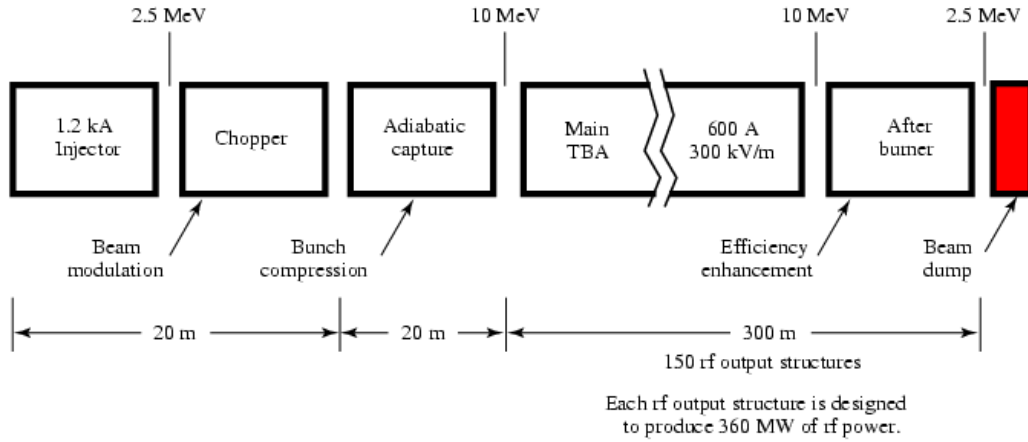 2.5 MeV
10 MeV
10 MeV
2.5 MeV
1.2 kA
Injector
Chopper
Adiabatic
capture
Main
TBA
600 A
300 kV/m
After
burner
Beam
modulation
Bunch
compression
Efficiency
enhancement
Beam
dump
20 m
20 m
300 m
150 rf output structures
Each rf output structure is designed
to produce 360 MW of rf power.